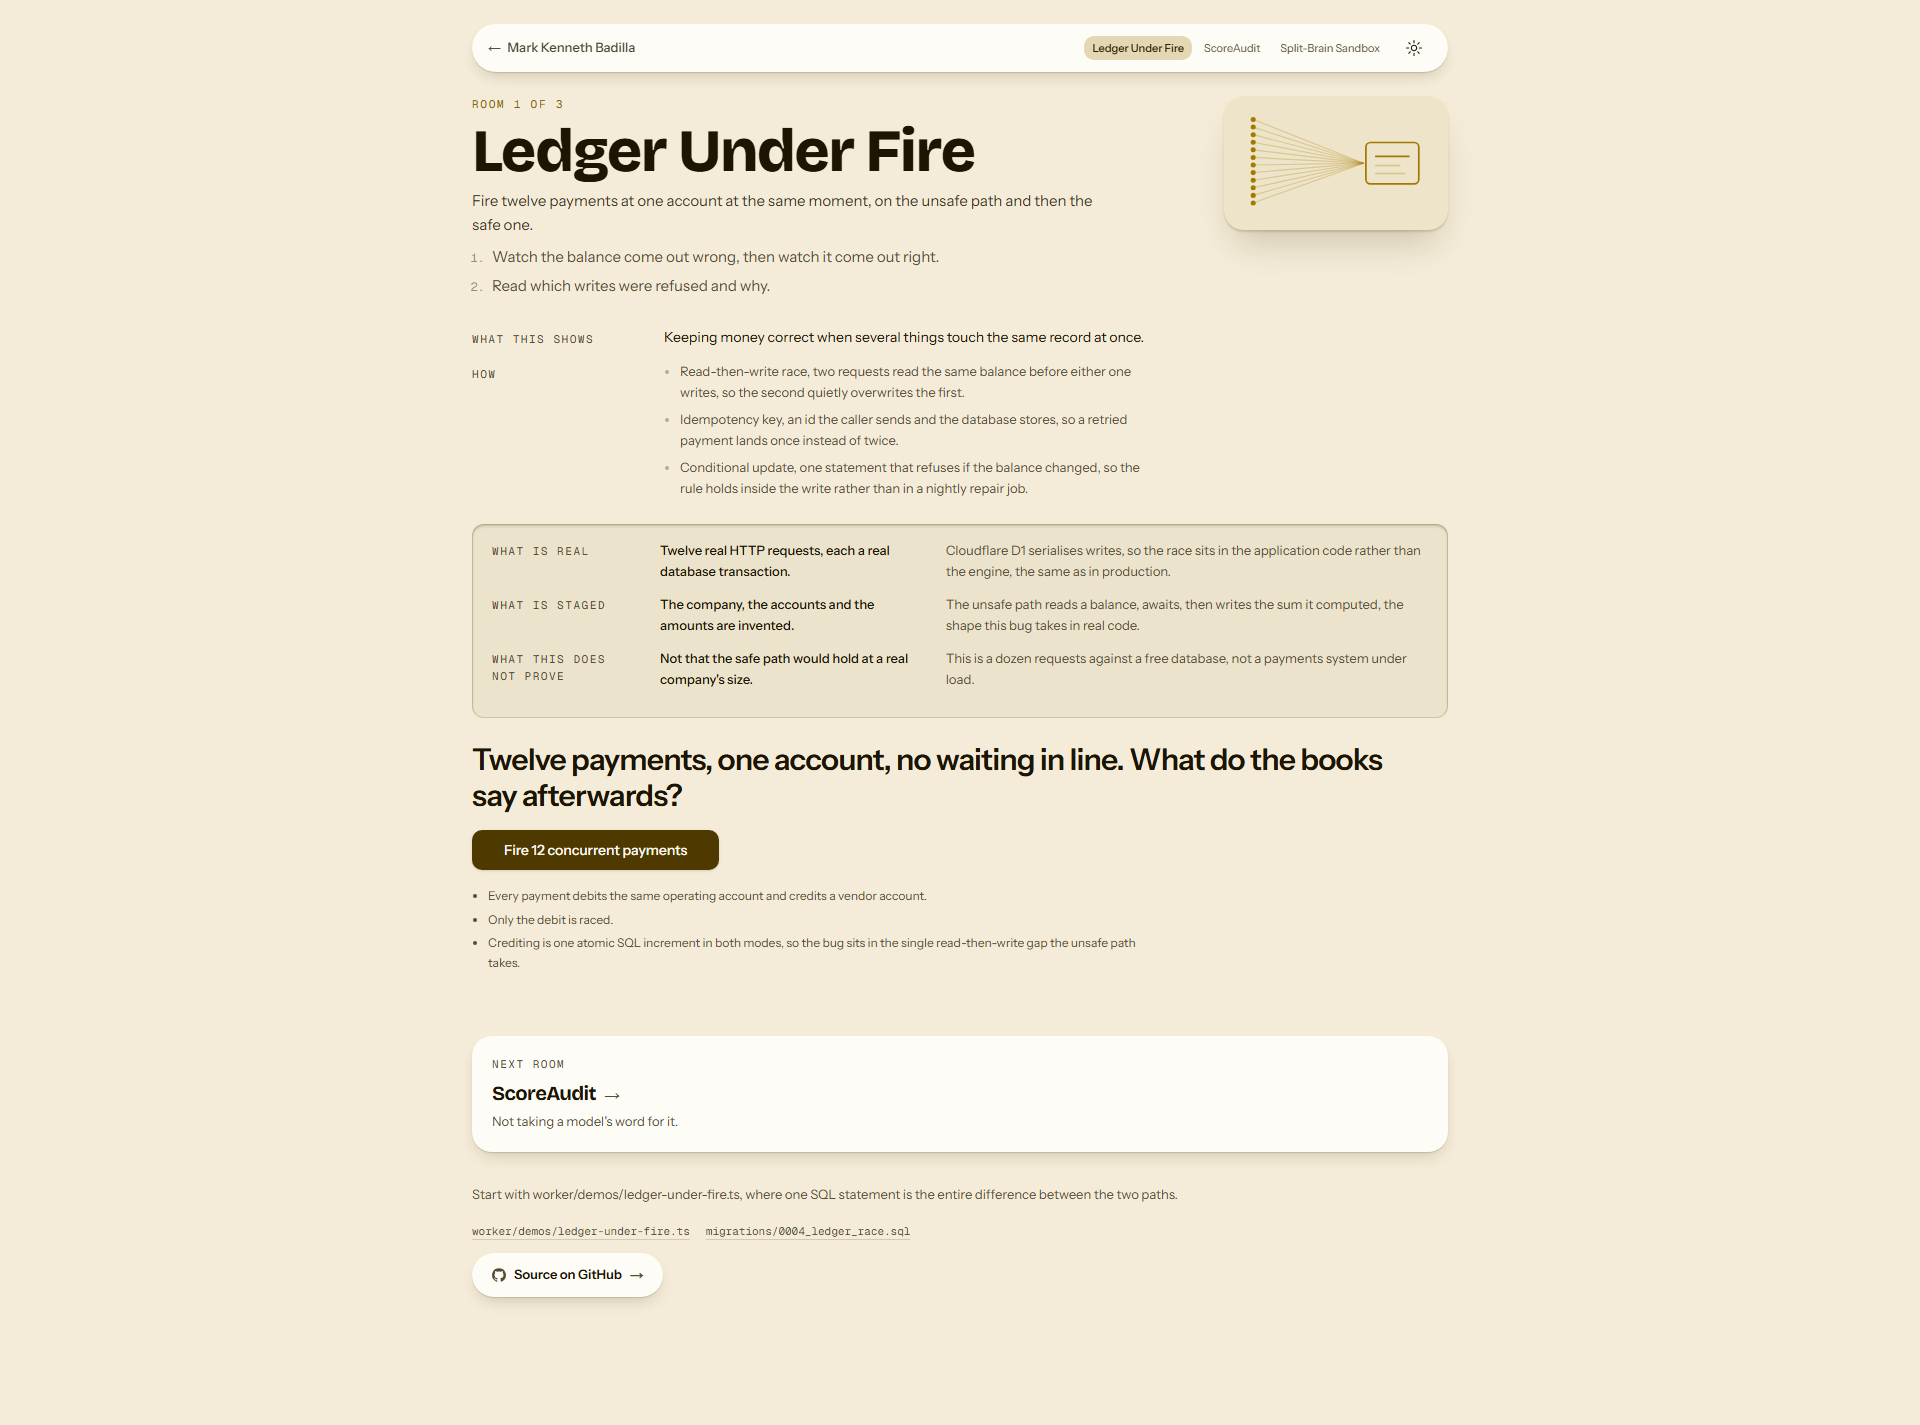 ← Mark Kenneth Badilla
Ledger Under Fire
ScoreAudit
Split-Brain Sandbox
ROOM 1 OF 3
Ledger Under Fire
Fire twelve payments at one account at the same moment, on the unsafe path and then the
safe one.
1. Watch the balance come out wrong, then watch it come out right.
2. Read which writes were refused and why.
WHAT THIS SHOWS
Keeping money correct when several things touch the same record at once.
HOW
• Read-then-write race, two requests read the same balance before either one
writes, so the second quietly overwrites the first.
• Idempotency key, an id the caller sends and the database stores, so a retried
payment lands once instead of twice.
• Conditional update, one statement that refuses if the balance changed, so the
rule holds inside the write rather than in a nightly repair job.
WHAT IS REAL
Twelve real HTTP requests, each a real
database transaction.
Cloudflare D1 serialises writes, so the race sits in the application code rather than
the engine, the same as in production.
WHAT IS STAGED
The company, the accounts and the
amounts are invented.
The unsafe path reads a balance, awaits, then writes the sum it computed, the
shape this bug takes in real code.
WHAT THIS DOES
NOT PROVE
Not that the safe path would hold at a real
company's size.
This is a dozen requests against a free database, not a payments system under
load.
Twelve payments, one account, no waiting in line. What do the books
say afterwards?
Fire 12 concurrent payments
• Every payment debits the same operating account and credits a vendor account.
• Only the debit is raced.
• Crediting is one atomic SQL increment in both modes, so the bug sits in the single read-then-write gap the unsafe path
takes.
NEXT ROOM
ScoreAudit →
Not taking a model's word for it.
Start with worker/demos/ledger-under-fire.ts, where one SQL statement is the entire difference between the two paths.
worker/demos/ledger-under-fire.ts
migrations/0004_ledger_race.sql
Source on GitHub →